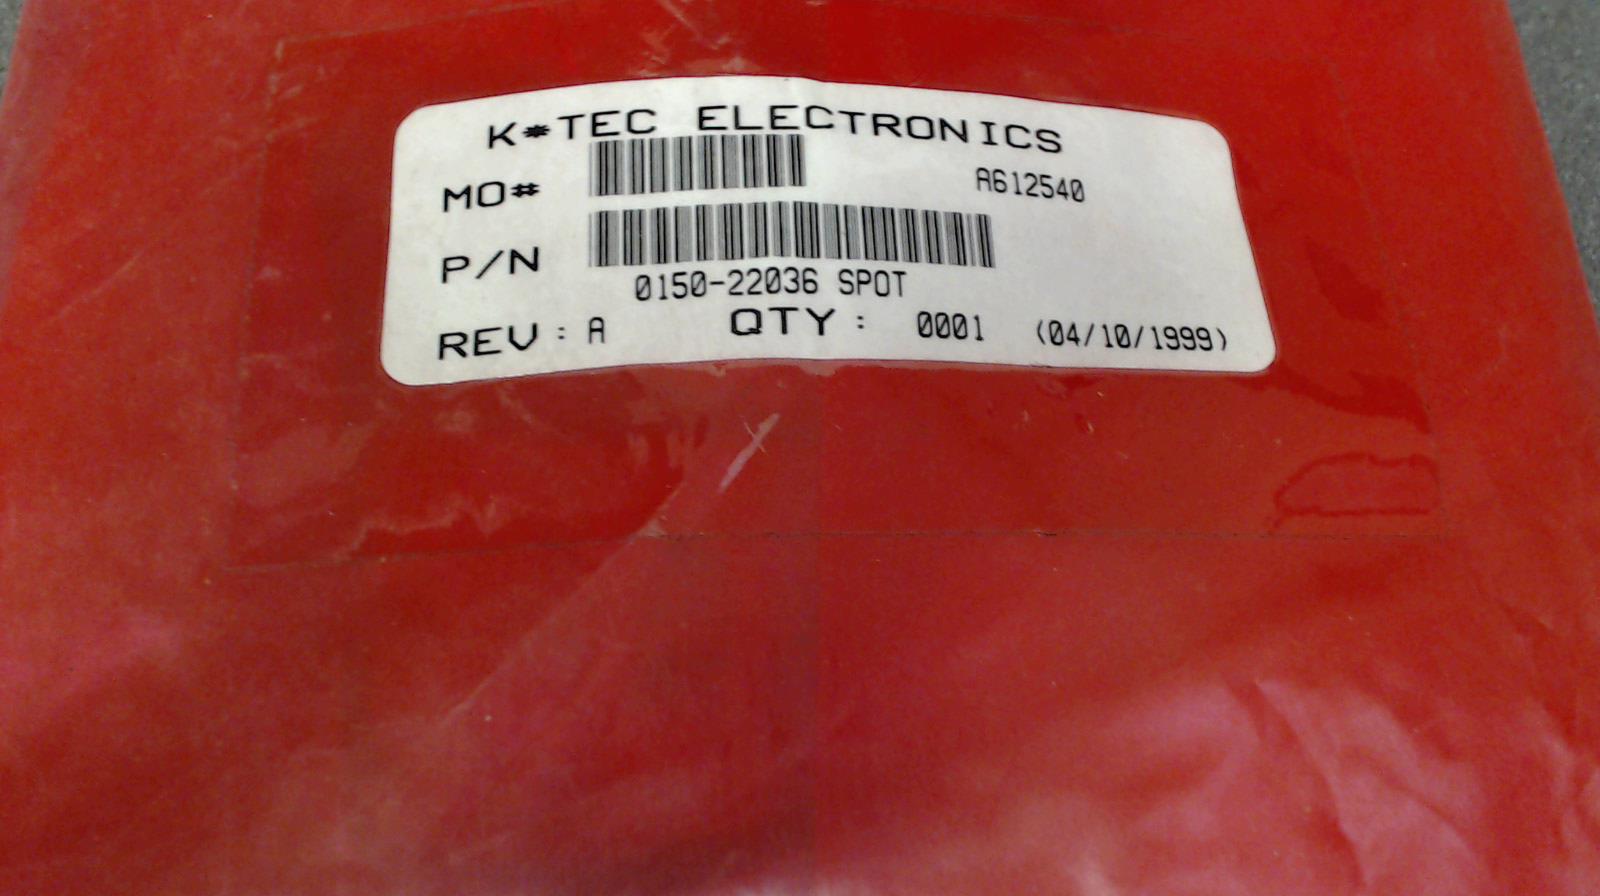 K*TEC ELECTRONICS
MO# A612540
P/N
0150-22036 SPOT
REV: A QTY: 0001 (04/10/1999)